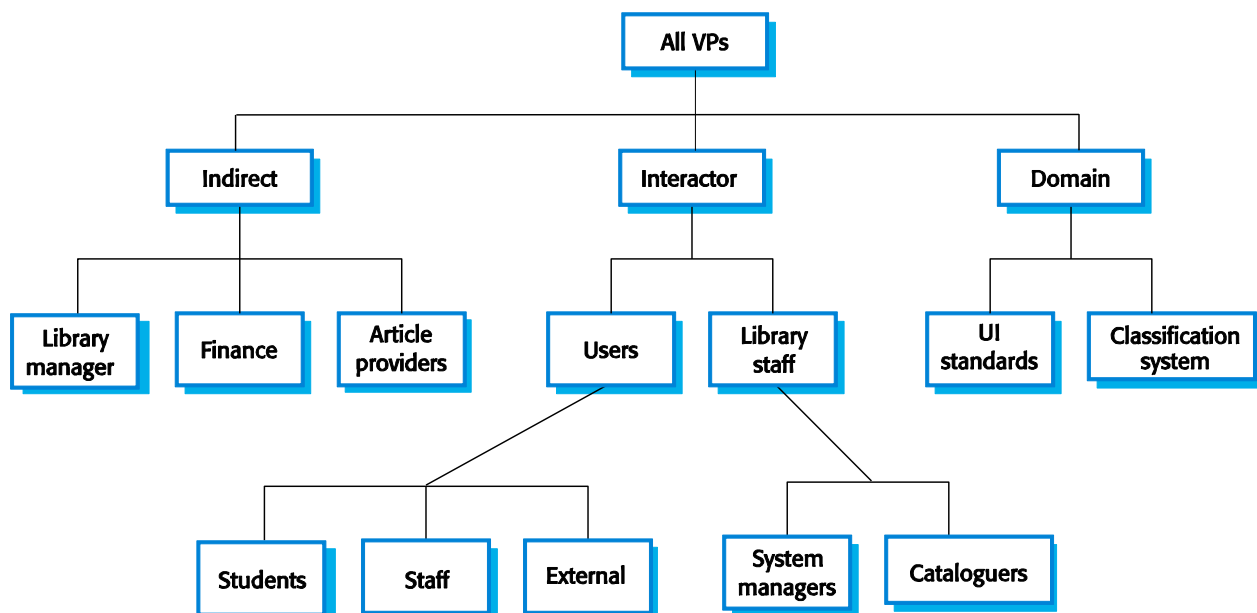 All VPs
Indirect
Interactor
Domain
Library
manager
Finance
Article
providers
Users
Library
staff
UI
standards
Classification
system
Students
Staff
External
System
managers
Cataloguers